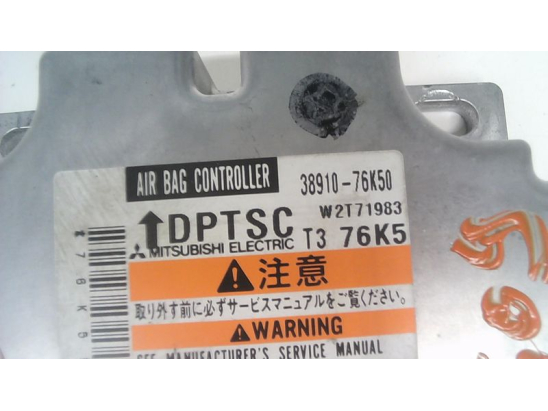 AIR BAG CONTROLLER 38910-76K50
↑DPTSC W2T71983
MITSUBISHI ELECTRIC T3 76K5
⚠注意
取り外す前に必ずサービスマニュアルをご覧ください。
⚠WARNING
SEE MANUFACTURER'S SERVICE MANUAL
76K5